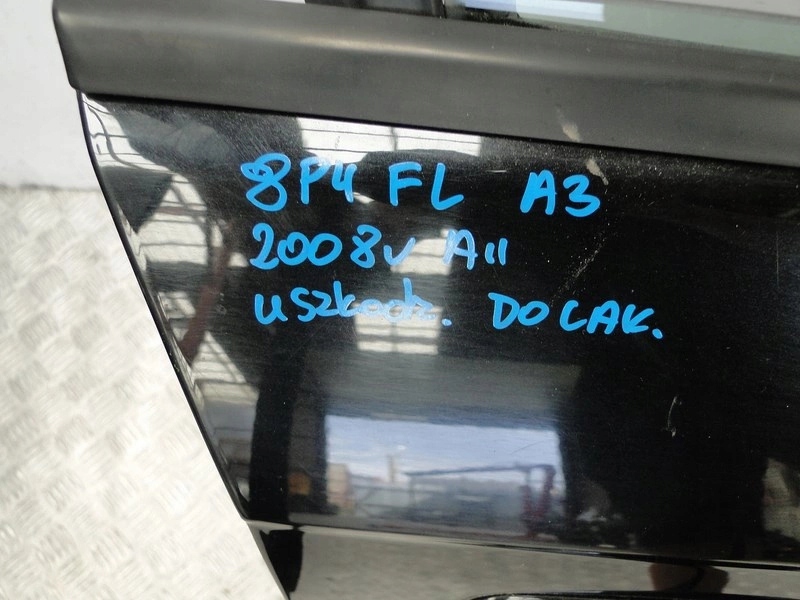 8P4 FL A3
2008r A11
uszkodz. DO LAK.